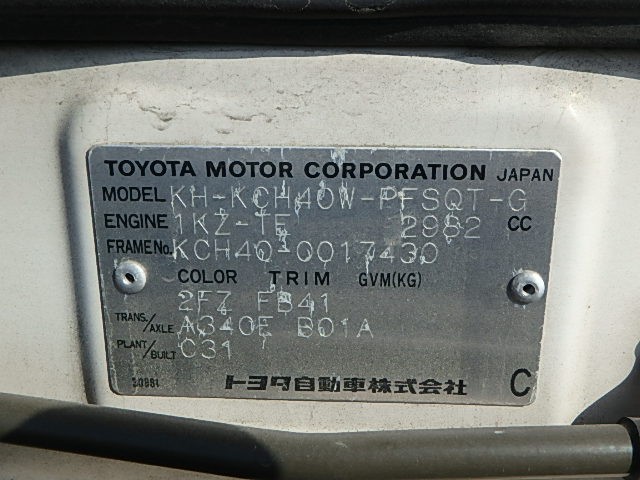 TOYOTA MOTOR CORPORATION JAPAN
MODEL KH-KCH40W-PFSQT-G
ENGINE 1KZ-TE 2982 CC
FRAME No. KCH40-0017430
COLOR TRIM GVM(KG)
2FZ FB41
TRANS./AXLE A340E B01A
PLANT/BUILT C31
トヨタ自動車株式会社 C